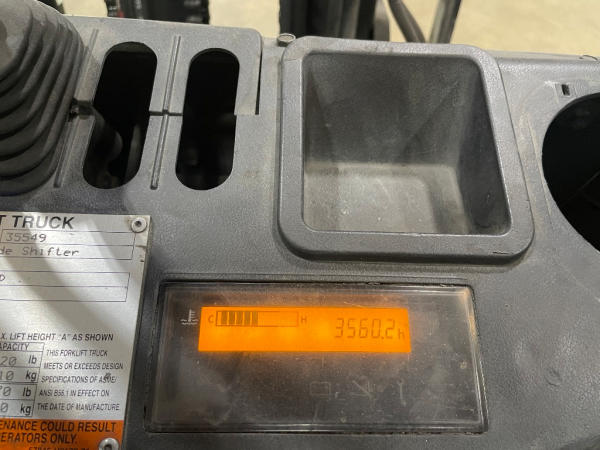 T TRUCK
35549
de Shifter
D
X. LIFT HEIGHT "A" AS SHOWN
CAPACITY
THIS FORKLIFT TRUCK
20 lb
MEETS OR EXCEEDS DESIGN
10 kg
SPECIFICATIONS OF ASME/
70 lb
ANSI B56.1 IN EFFECT ON
0 kg
THE DATE OF MANUFACTURE.
ENANCE COULD RESULT
ERATORS ONLY.
C H 3560.2h